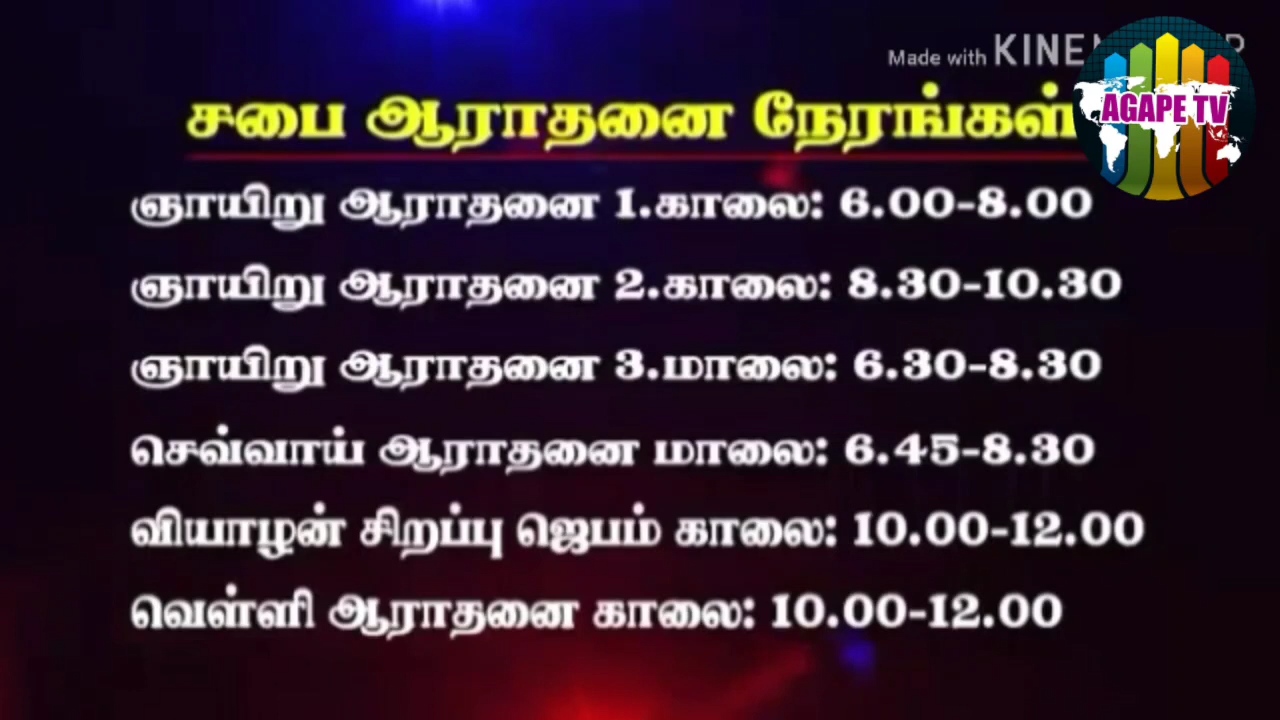 Made with KINE
AGAPE TV
சபை ஆராதனை நேரங்கள்
ஞாயிறு ஆராதனை 1.காலை: 6.00-8.00
ஞாயிறு ஆராதனை 2.காலை: 8.30-10.30
ஞாயிறு ஆராதனை 3.மாலை: 6.30-8.30
செவ்வாய் ஆராதனை மாலை: 6.45-8.30
வியாழன் சிறப்பு ஜெபம் காலை: 10.00-12.00
வெள்ளி ஆராதனை காலை: 10.00-12.00